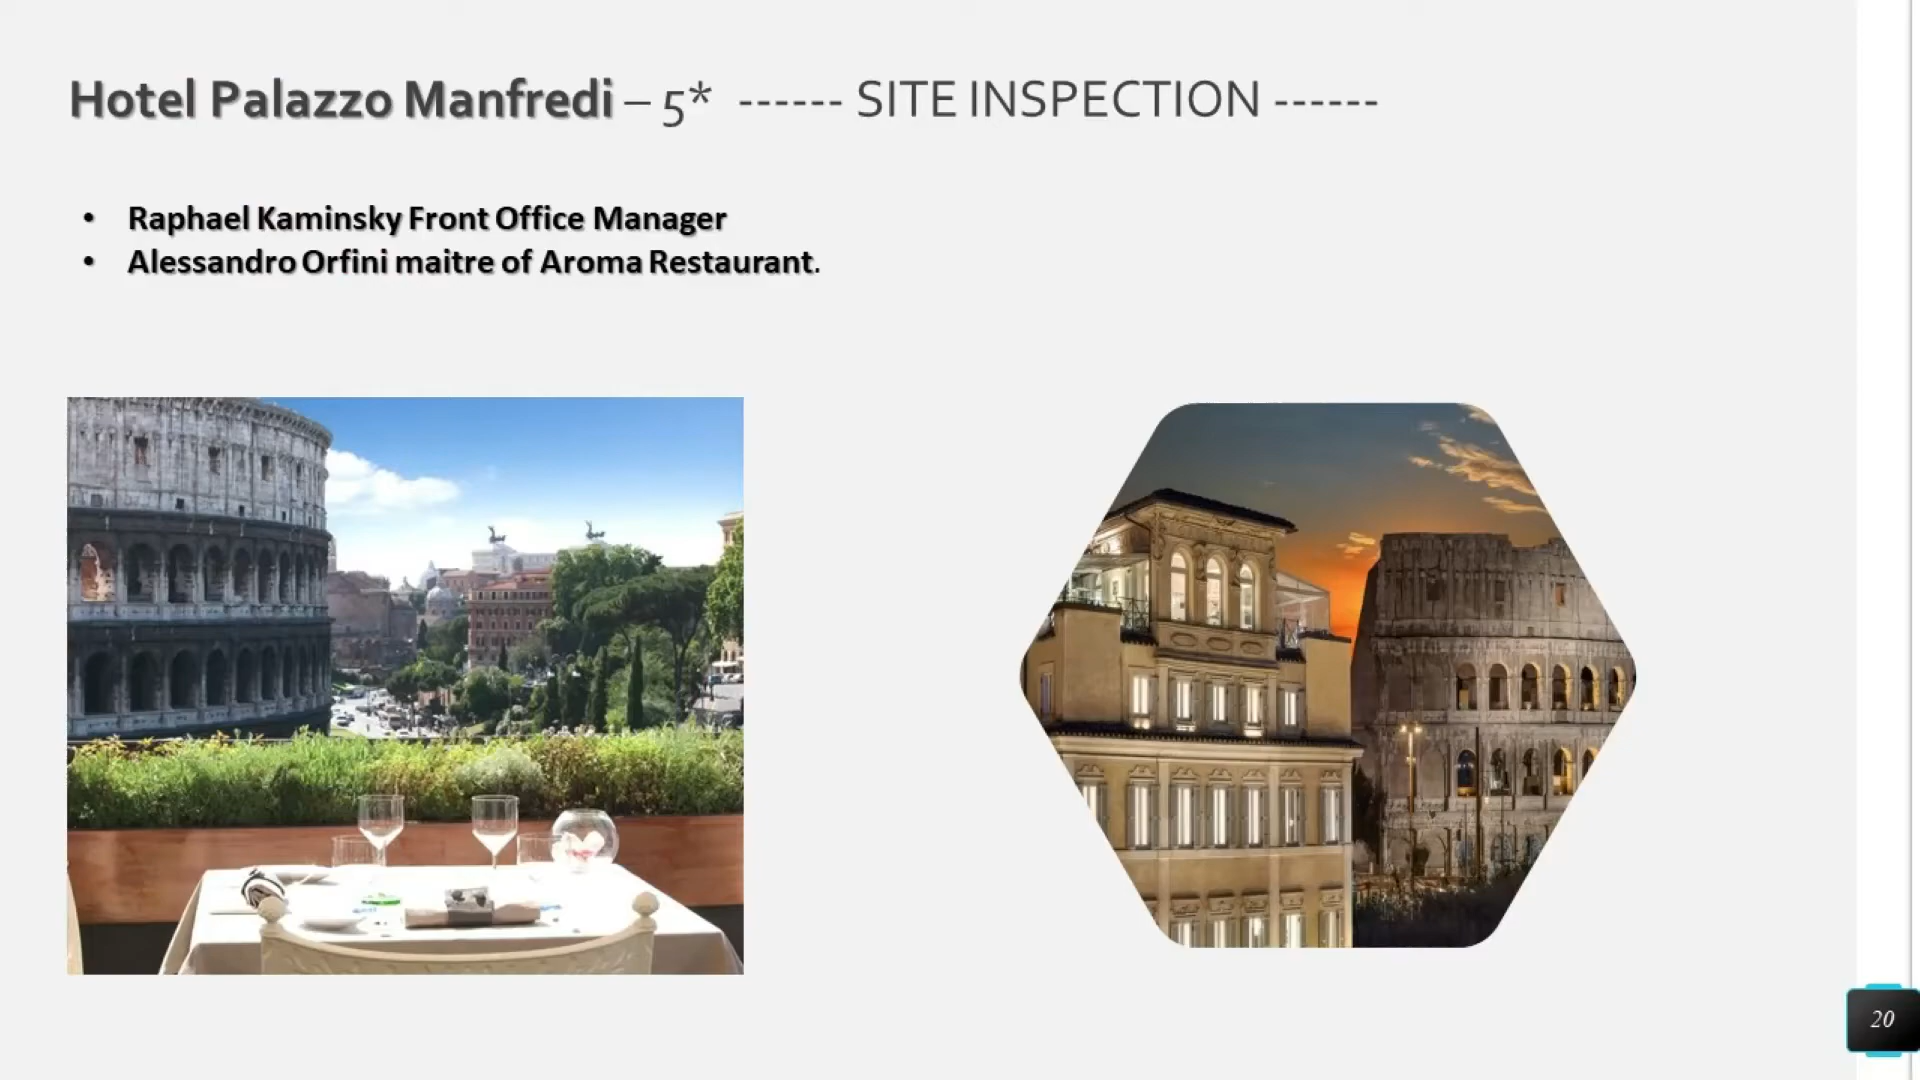 Hotel Palazzo Manfredi – 5* ------ SITE INSPECTION ------
• Raphael Kaminsky Front Office Manager
• Alessandro Orfini maitre of Aroma Restaurant.
20